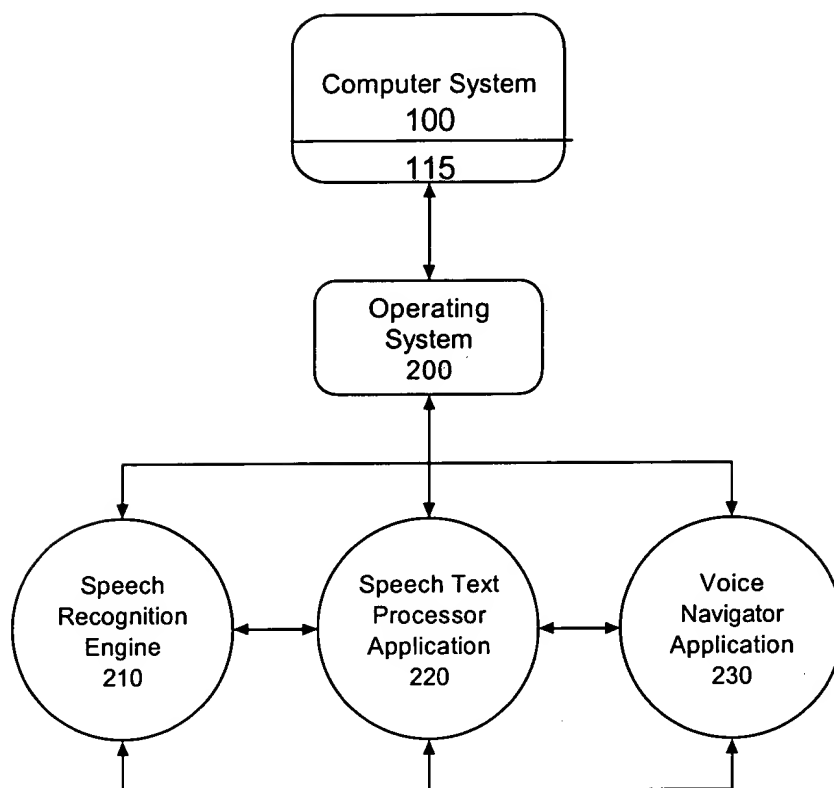 Computer System
100
115
Operating
System
200
Speech
Recognition
Engine
210
Speech Text
Processor
Application
220
Voice
Navigator
Application
230